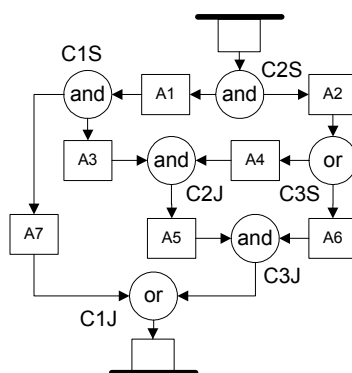 C1S
C2S
and
A1
and
A2
A3
and
A4
or
C2J
C3S
A7
A5
and
A6
C3J
or
C1J